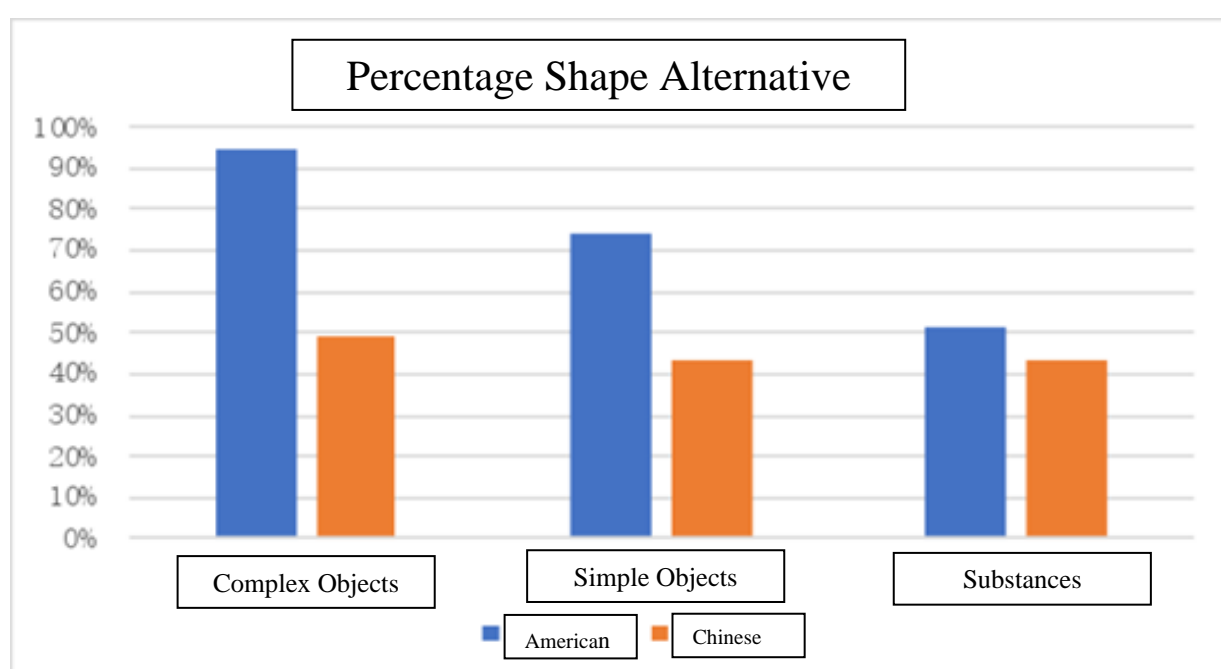 Percentage Shape Alternative
100%
90%
80%
70%
60%
50%
40%
30%
20%
10%
0%
Complex Objects
Simple Objects
Substances
American
Chinese